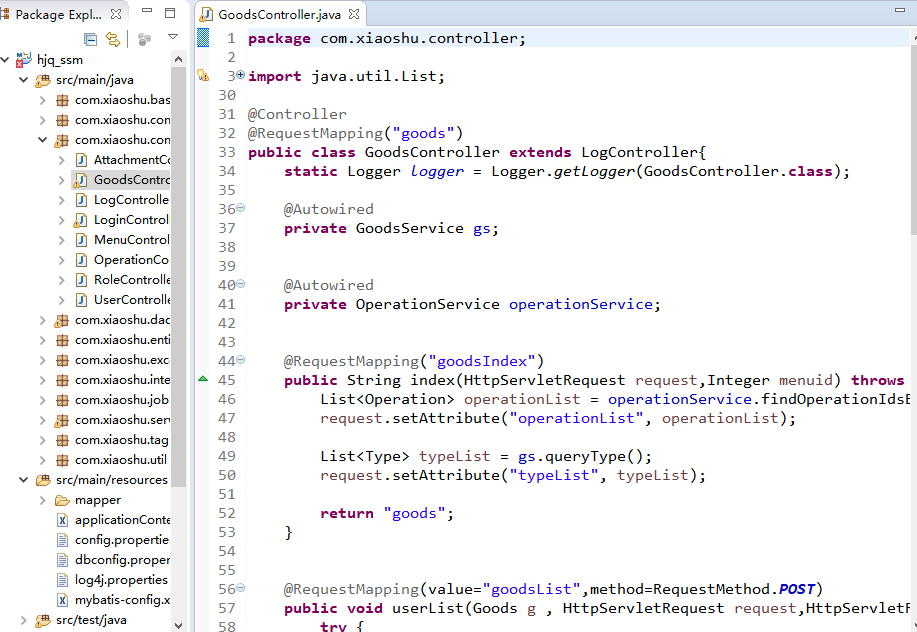 Package Expl...
hjq_ssm
src/main/java
com.xiaoshu.bas
com.xiaoshu.con
com.xiaoshu.con
AttachmentCo
GoodsContro
LogControlle
LoginControl
MenuControl
OperationCo
RoleControlle
UserControlle
com.xiaoshu.dao
com.xiaoshu.enti
com.xiaoshu.exc
com.xiaoshu.inte
com.xiaoshu.job
com.xiaoshu.serv
com.xiaoshu.tag
com.xiaoshu.util
src/main/resources
mapper
applicationConte
config.propertie
dbconfig.proper
log4j.properties
mybatis-config.x
src/test/java
GoodsController.java
1 package com.xiaoshu.controller;
2
3 import java.util.List;
30
31 @Controller
32 @RequestMapping("goods")
33 public class GoodsController extends LogController{
34 static Logger logger = Logger.getLogger(GoodsController.class);
35
36 @Autowired
37 private GoodsService gs;
38
39
40 @Autowired
41 private OperationService operationService;
42
43
44 @RequestMapping("goodsIndex")
45 public String index(HttpServletRequest request,Integer menuid) throws
46 List<Operation> operationList = operationService.findOperationIdsB
47 request.setAttribute("operationList", operationList);
48
49 List<Type> typeList = gs.queryType();
50 request.setAttribute("typeList", typeList);
51
52 return "goods";
53 }
54
55
56 @RequestMapping(value="goodsList",method=RequestMethod.POST)
57 public void userList(Goods g , HttpServletRequest request,HttpServletR
58 try {